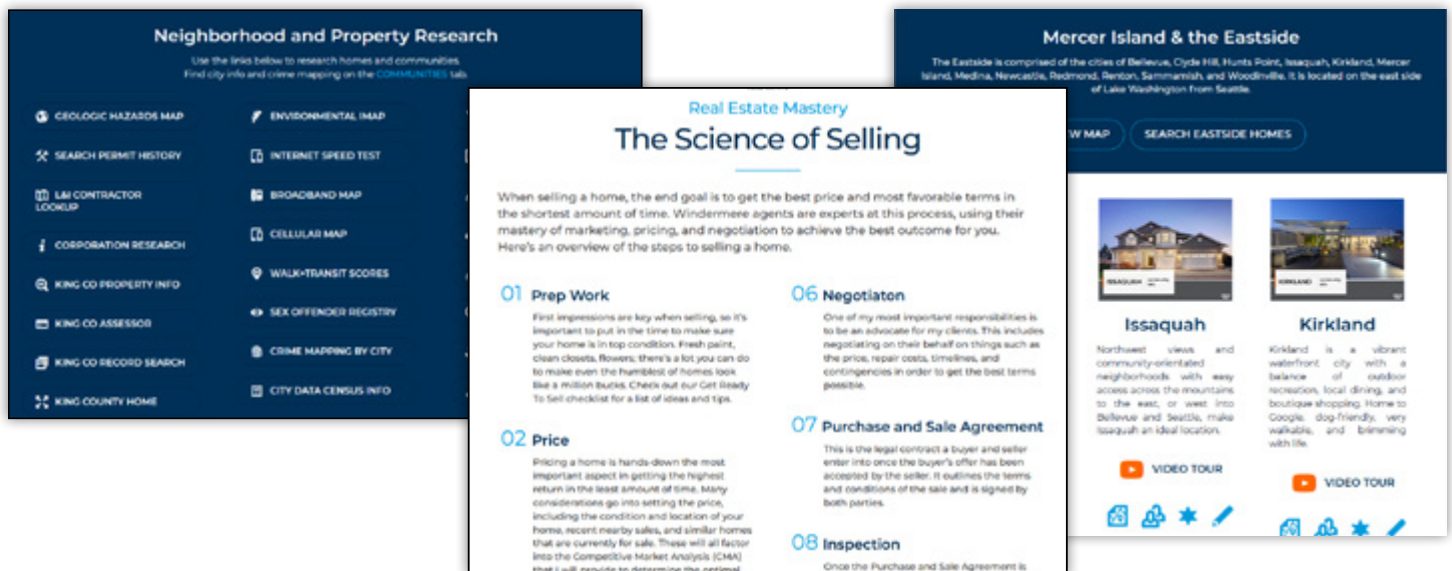 Neighborhood and Property Research
Use the links below to research homes and communities.
Find city info and crime mapping on the COMMUNITIES tab.
GEOLOGIC HAZARDS MAP
SEARCH PERMIT HISTORY
L&I CONTRACTOR
LOOKUP
CORPORATION RESEARCH
KING CO PROPERTY INFO
KING CO ASSESSOR
KING CO RECORD SEARCH
KING COUNTY HOME
ENVIRONMENTAL IMAP
INTERNET SPEED TEST
BROADBAND MAP
CELLULAR MAP
WALK+TRANSIT SCORES
SEX OFFENDER REGISTRY
CRIME MAPPING BY CITY
CITY DATA CENSUS INFO
Real Estate Mastery
The Science of Selling
When selling a home, the end goal is to get the best price and most favorable terms in
the shortest amount of time. Windermere agents are experts at this process, using their
mastery of marketing, pricing, and negotiation to achieve the best outcome for you.
Here's an overview of the steps to selling a home.
01 Prep Work
First impressions are key when selling, so it's
important to put in the time to make sure
your home is in top condition. Fresh paint,
clean closets, flowers; there's a lot you can do
to make even the humblest of homes look
like a million bucks. Check out our Get Ready
To Sell checklist for a list of ideas and tips.
02 Price
Pricing a home is hands-down the most
important aspect in getting the highest
return in the least amount of time. Many
considerations go into setting the price,
including the condition and location of your
home, recent nearby sales, and similar homes
that are currently for sale. These will all factor
into the Competitive Market Analysis (CMA)
that I will provide to determine the optimal
06 Negotiaton
One of my most important responsibilities is
to be an advocate for my clients. This includes
negotiating on their behalf on things such as
the price, repair costs, timelines, and
contingencies in order to get the best terms
possible.
07 Purchase and Sale Agreement
This is the legal contract a buyer and seller
enter into once the buyer's offer has been
accepted by the seller. It outlines the terms
and conditions of the sale and is signed by
both parties.
08 Inspection
Once the Purchase and Sale Agreement is
Mercer Island & the Eastside
The Eastside is comprised of the cities of Bellevue, Clyde Hill, Hunts Point, Issaquah, Kirkland, Mercer
Island, Medina, Newcastle, Redmond, Renton, Sammamish, and Woodinville. It is located on the east side
of Lake Washington from Seattle.
W MAP
SEARCH EASTSIDE HOMES
ISSAQUAH
KIRKLAND
Issaquah
Northwest views and
community-orientated
neighborhoods with easy
access across the mountains
to the east, or west into
Bellevue and Seattle, make
Issaquah an ideal location.
VIDEO TOUR
Kirkland
Kirkland is a vibrant
waterfront city with a
balance of outdoor
recreation, local dining, and
boutique shopping. Home to
Google, dog-friendly, very
walkable, and brimming
with life.
VIDEO TOUR